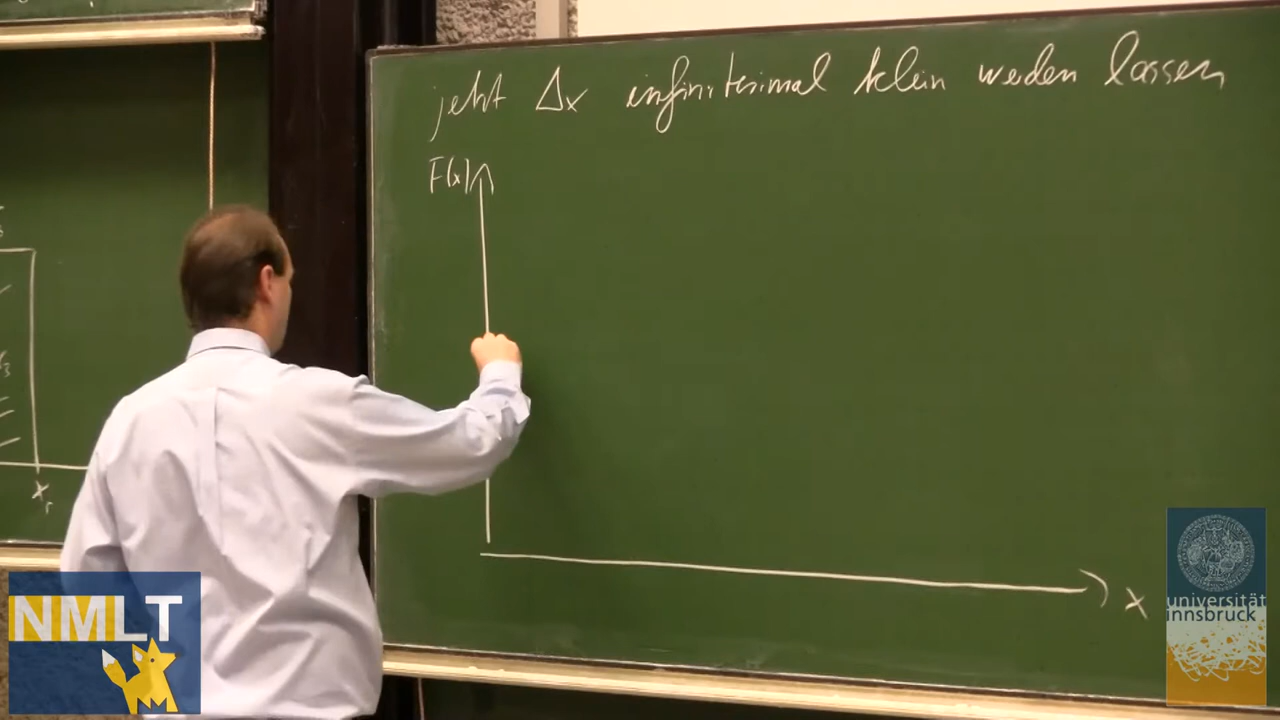 jetzt Δx infinitesimal klein werden lassen
F(x)
x
x
NMLT
universität
innsbruck